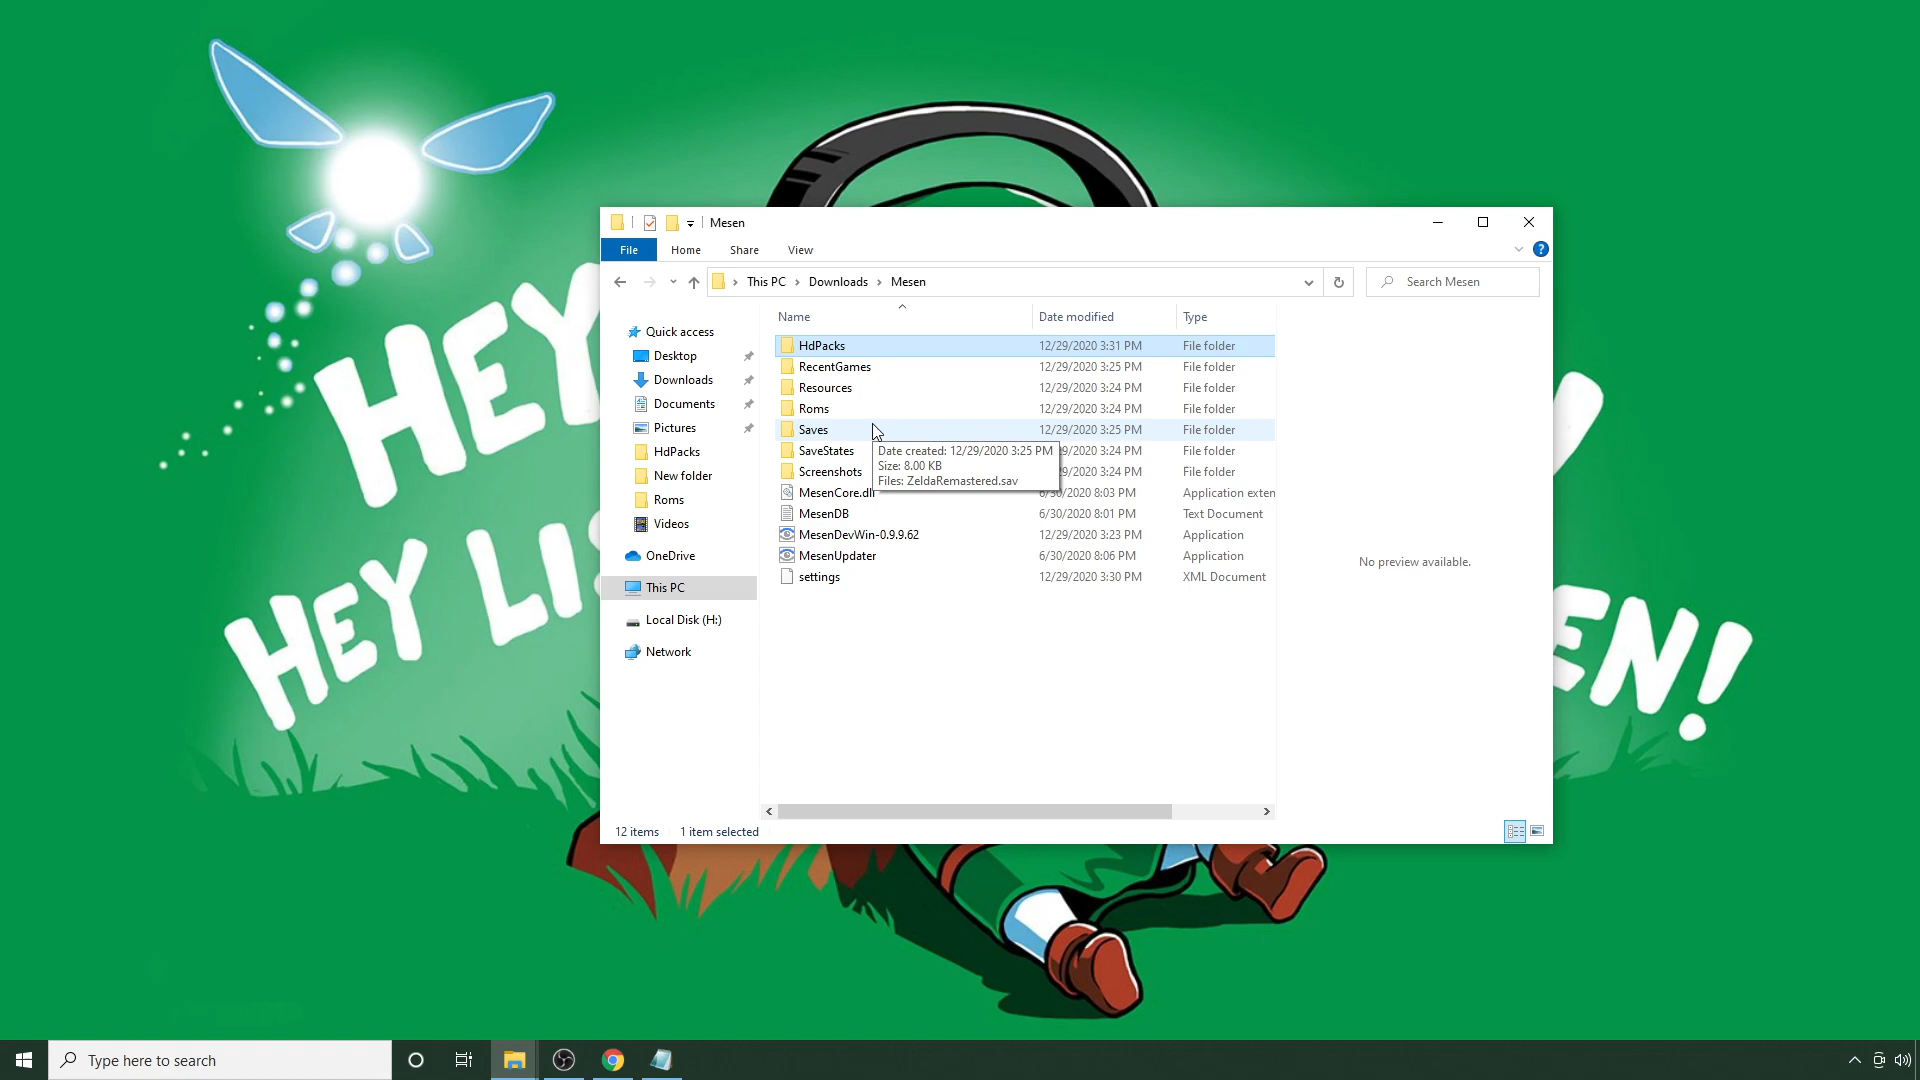 HEY
HEY LIS
EN!
Mesen
File Home Share View
This PC Downloads Mesen
Search Mesen
Name Date modified Type
Quick access
Desktop
Downloads
Documents
Pictures
HdPacks
New folder
Roms
Videos
OneDrive
This PC
Local Disk (H:)
Network
HdPacks 12/29/2020 3:31 PM File folder
RecentGames 12/29/2020 3:25 PM File folder
Resources 12/29/2020 3:24 PM File folder
Roms 12/29/2020 3:24 PM File folder
Saves 12/29/2020 3:25 PM File folder
SaveStates 29/2020 3:24 PM File folder
Screenshots 29/2020 3:24 PM File folder
Date created: 12/29/2020 3:25 PM
Size: 8.00 KB
Files: ZeldaRemastered.sav
MesenCore.dll 6/30/2020 8:03 PM Application exten
MesenDB 6/30/2020 8:01 PM Text Document
MesenDevWin-0.9.9.62 12/29/2020 3:23 PM Application
MesenUpdater 6/30/2020 8:06 PM Application
settings 12/29/2020 3:30 PM XML Document
No preview available.
12 items 1 item selected
Type here to search